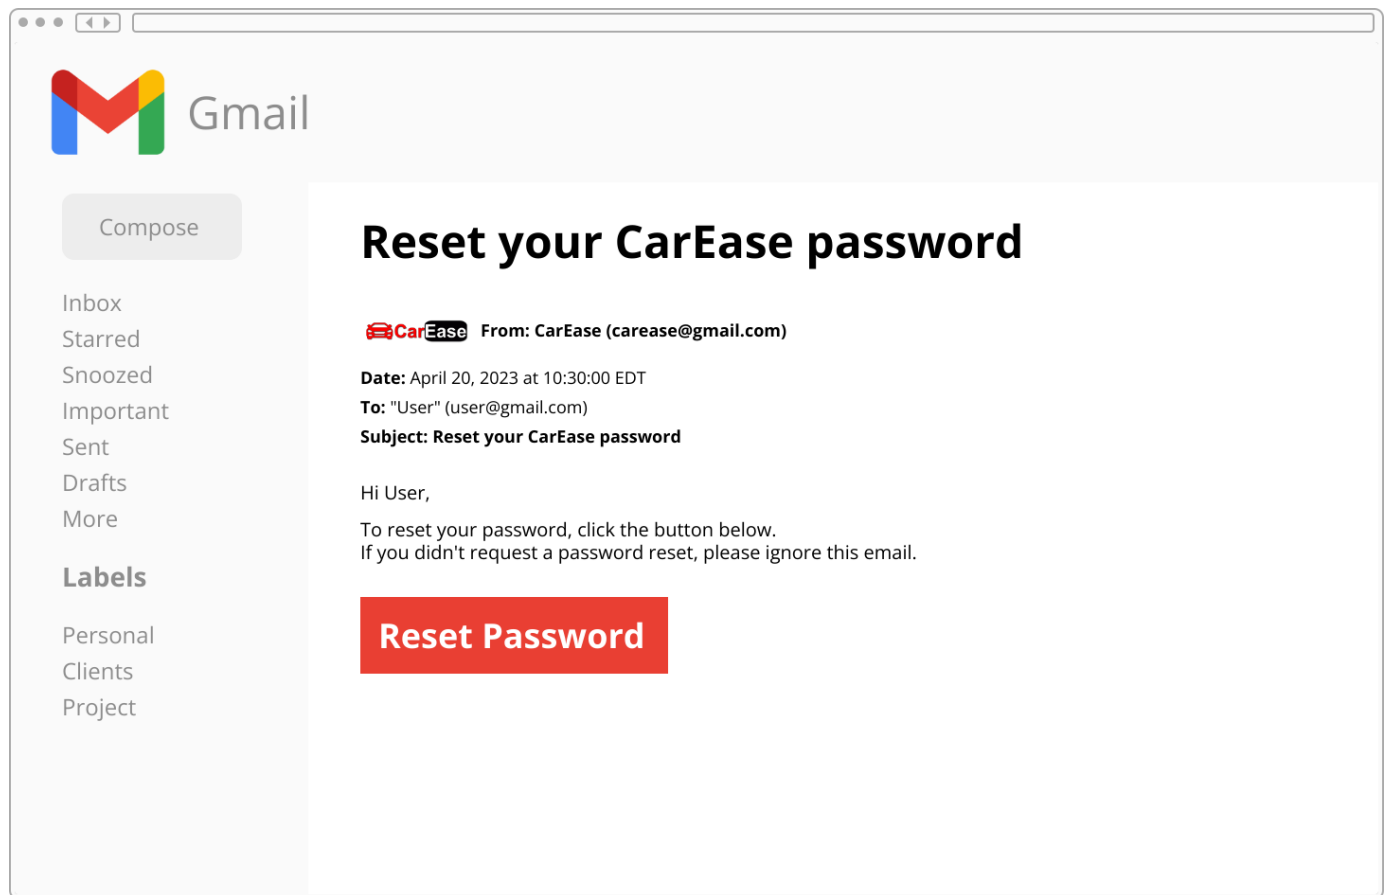 Gmail
Compose
Inbox
Starred
Snoozed
Important
Sent
Drafts
More
Labels
Personal
Clients
Project
Reset your CarEase password
CarEase From: CarEase (carease@gmail.com)
Date: April 20, 2023 at 10:30:00 EDT
To: "User" (user@gmail.com)
Subject: Reset your CarEase password
Hi User,
To reset your password, click the button below.
If you didn't request a password reset, please ignore this email.
Reset Password